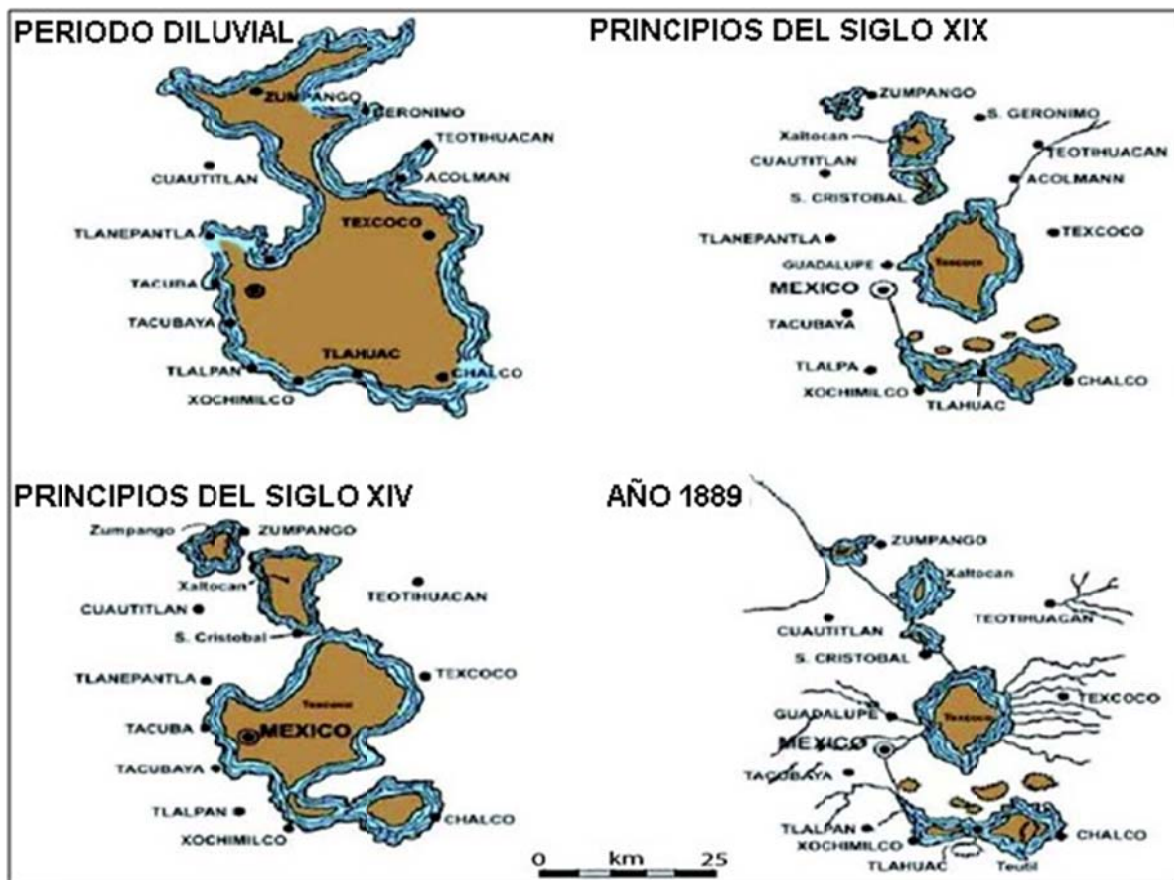 PERIODO DILUVIAL
ZUMPANGO
GERONIMO
TEOTIHUACAN
CUAUTITLAN
ACOLMAN
TLANEPANTLA
TEXCOCO
TACUBA
TACUBAYA
TLAHUAC
TLALPAN
CHALCO
XOCHIMILCO
PRINCIPIOS DEL SIGLO XIX
ZUMPANGO
S. GERONIMO
Xaltocan
TEOTIHUACAN
CUAUTITLAN
ACOLMANN
S. CRISTOBAL
TLANEPANTLA
TEXCOCO
GUADALUPE
Texcoco
MEXICO
TACUBAYA
TLALPA
CHALCO
XOCHIMILCO
TLAHUAC
PRINCIPIOS DEL SIGLO XIV
Zumpango
ZUMPANGO
Xaltocan
TEOTIHUACAN
CUAUTITLAN
S. Cristobal
TLANEPANTLA
TEXCOCO
Texcoco
TACUBA
MEXICO
TACUBAYA
TLALPAN
CHALCO
XOCHIMILCO
AÑO 1889
ZUMPANGO
Xaltocan
TEOTIHUACAN
CUAUTITLAN
S. CRISTOBAL
TEXCOCO
GUADALUPE
Texcoco
MEXICO
TACUBAYA
TLALPAN
CHALCO
XOCHIMILCO
TLAHUAC
Teutil
0 km 25